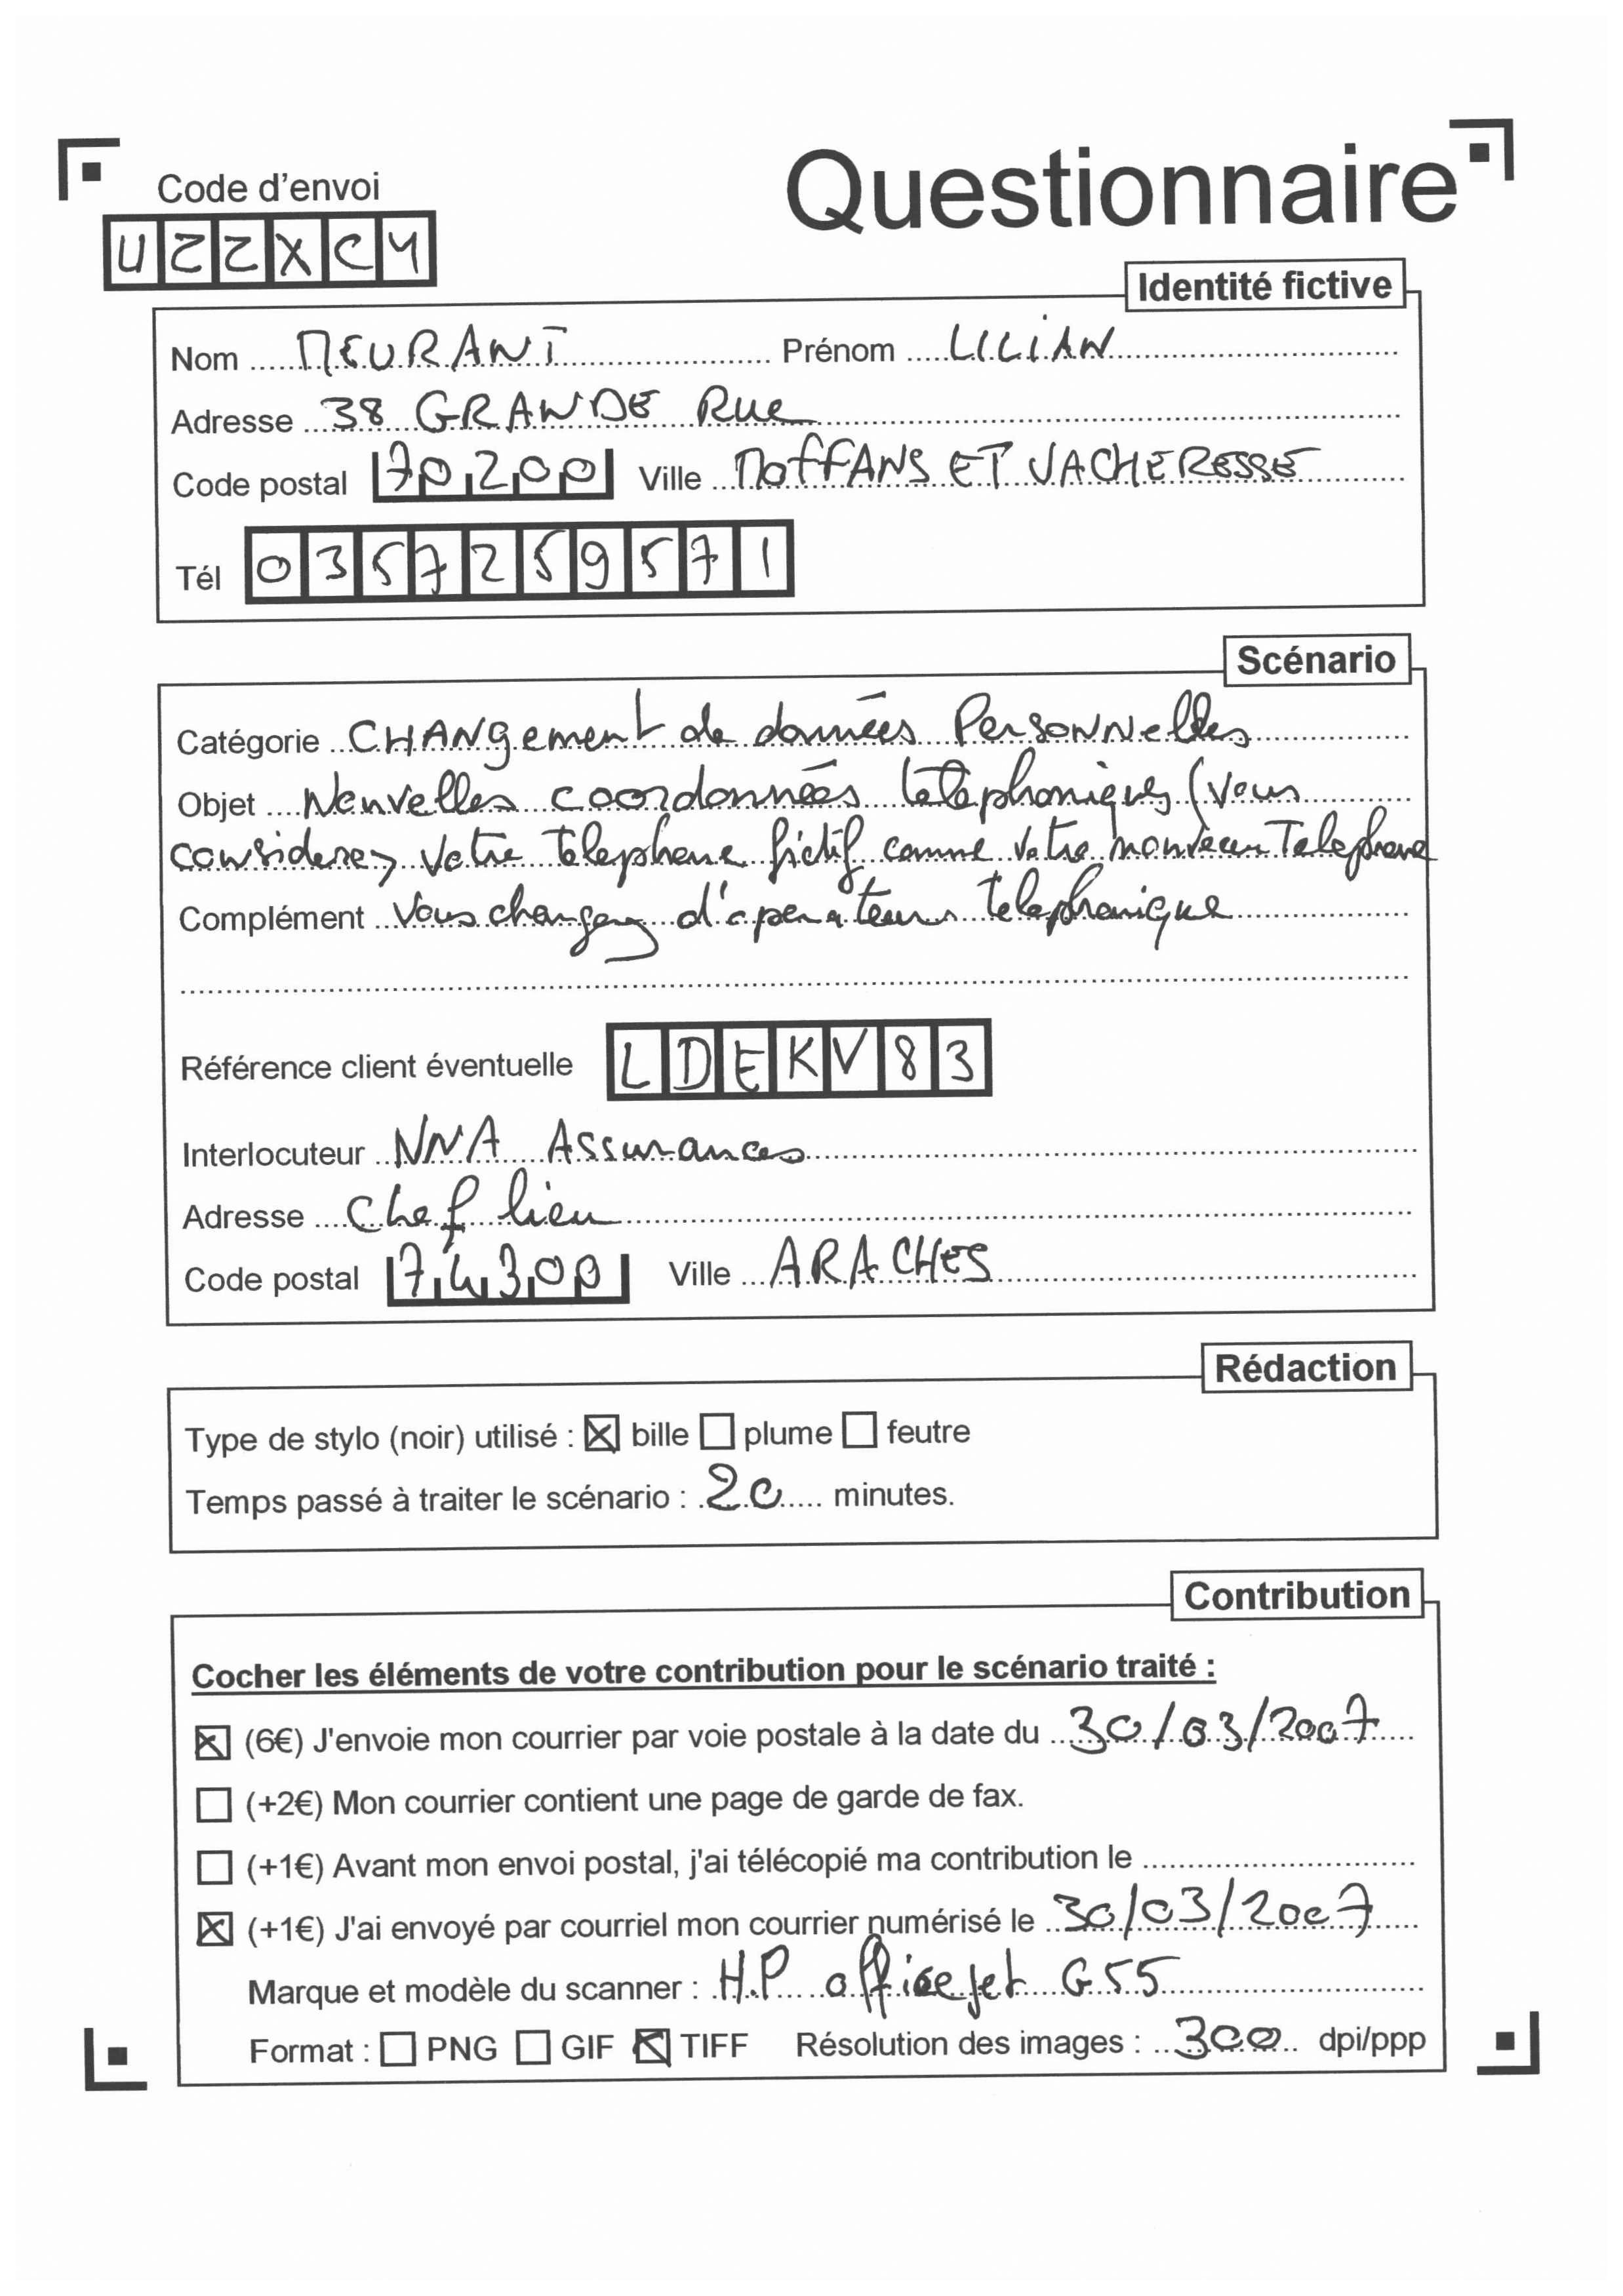 Code d'envoi
Questionnaire
UZZXCY
Identité fictive
Nom MEURANT Prénom LILIAN
Adresse 38 GRANDE Rue
Code postal 70200 Ville MOFFANS ET VACHERESSE
Tél 0357259571
Scénario
Catégorie CHANgement de données PersoNNelles
Objet Nouvelles coordonnées téléphoniques (vous
considerez votre telephone fictif comme votre nouveau Telephone
Complément Vous changez d'operateurs telephonique
Référence client éventuelle LDEKV83
Interlocuteur NNA Assurances
Adresse Chef lieu
Code postal 74300 Ville ARACHES
Rédaction
Type de stylo (noir) utilisé : ☒ bille ☐ plume ☐ feutre
Temps passé à traiter le scénario : 20 minutes.
Contribution
Cocher les éléments de votre contribution pour le scénario traité :
☒ (6€) J'envoie mon courrier par voie postale à la date du 30/03/2007
☐ (+2€) Mon courrier contient une page de garde de fax.
☐ (+1€) Avant mon envoi postal, j'ai télécopié ma contribution le
☒ (+1€) J'ai envoyé par courriel mon courrier numérisé le 30/03/2007
Marque et modèle du scanner : H.P officejet G55
Format : ☐ PNG ☐ GIF ☒ TIFF Résolution des images : 300 dpi/ppp